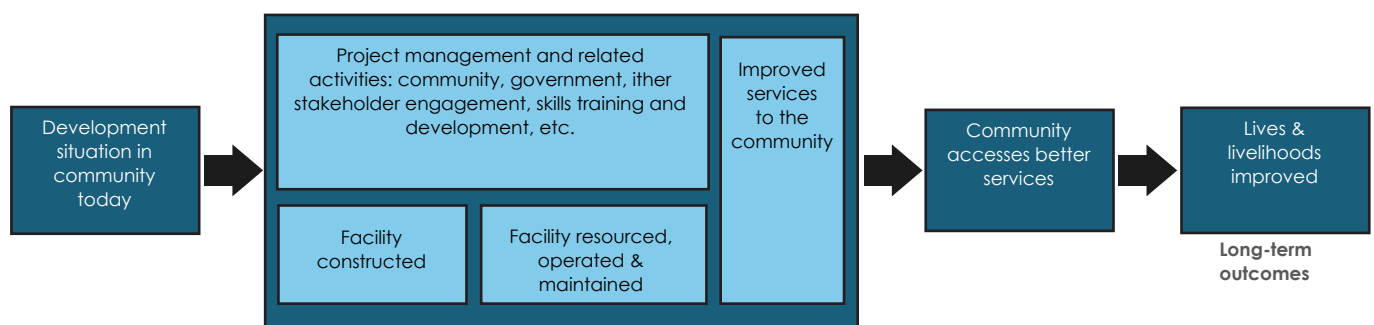 Development
situation in
community
today
Project management and related
activities: community, government, ither
stakeholder engagement, skills training and
development, etc.
Improved
services
to the
community
Facility
constructed
Facility resourced,
operated &
maintained
Community
accesses better
services
Lives &
livelihoods
improved
Long-term
outcomes